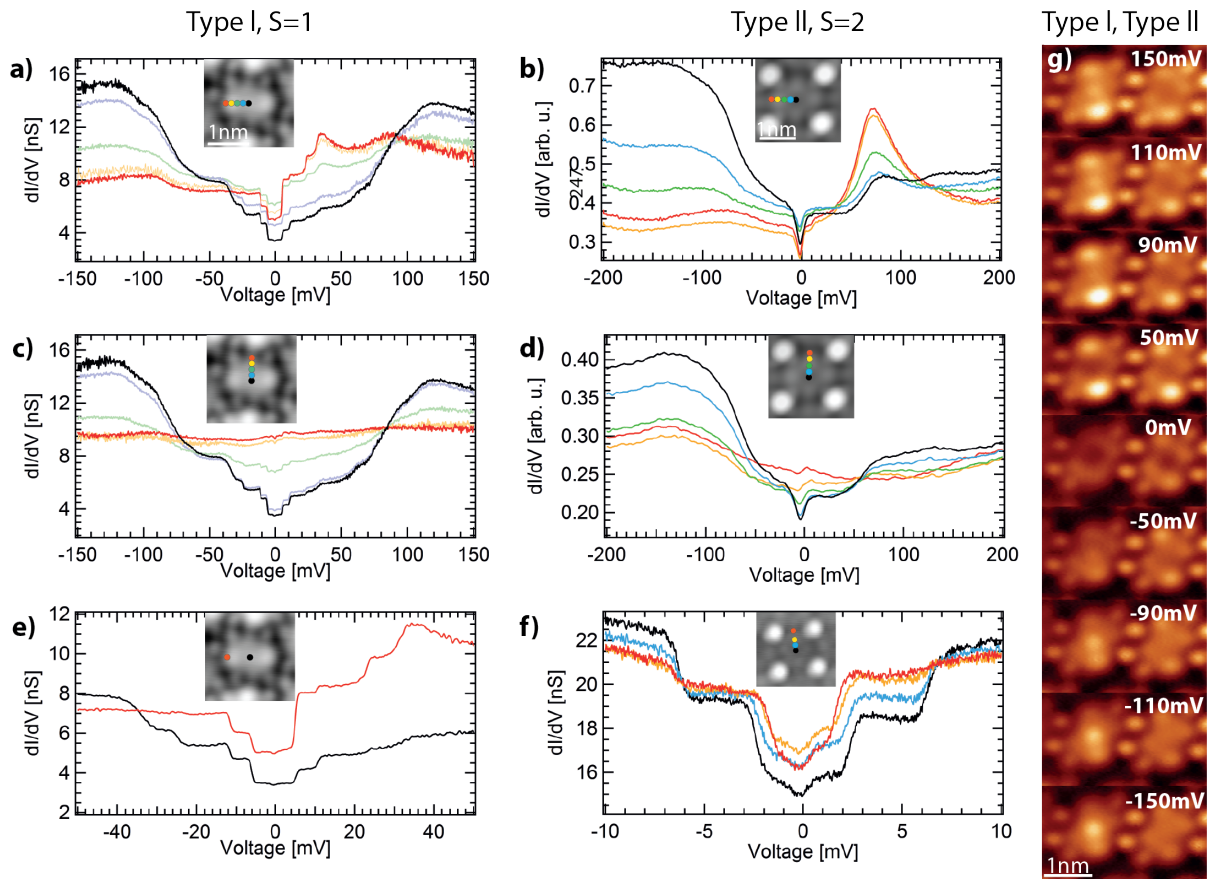 Type I, S=1
Type II, S=2
Type I, Type II
a)
16
12
8
4
dI/dV [nS]
-150 -100 -50 0 50 100 150
Voltage [mV]
1nm
b)
0.7
0.6
0.5
0.4
0.3
0247
dI/dV [arb. u.]
-200 -100 0 100 200
Voltage [mV]
1nm
c)
16
12
8
4
dI/dV [nS]
-150 -100 -50 0 50 100 150
Voltage [mV]
d)
0.40
0.35
0.30
0.25
0.20
dI/dV [arb. u.]
-200 -100 0 100 200
Voltage [mV]
e)
12
10
8
6
4
2
dI/dV [nS]
-40 -20 0 20 40
Voltage [mV]
f)
22
20
18
16
dI/dV [nS]
-10 -5 0 5 10
Voltage [mV]
g)
150mV
110mV
90mV
50mV
0mV
-50mV
-90mV
-110mV
-150mV
1nm